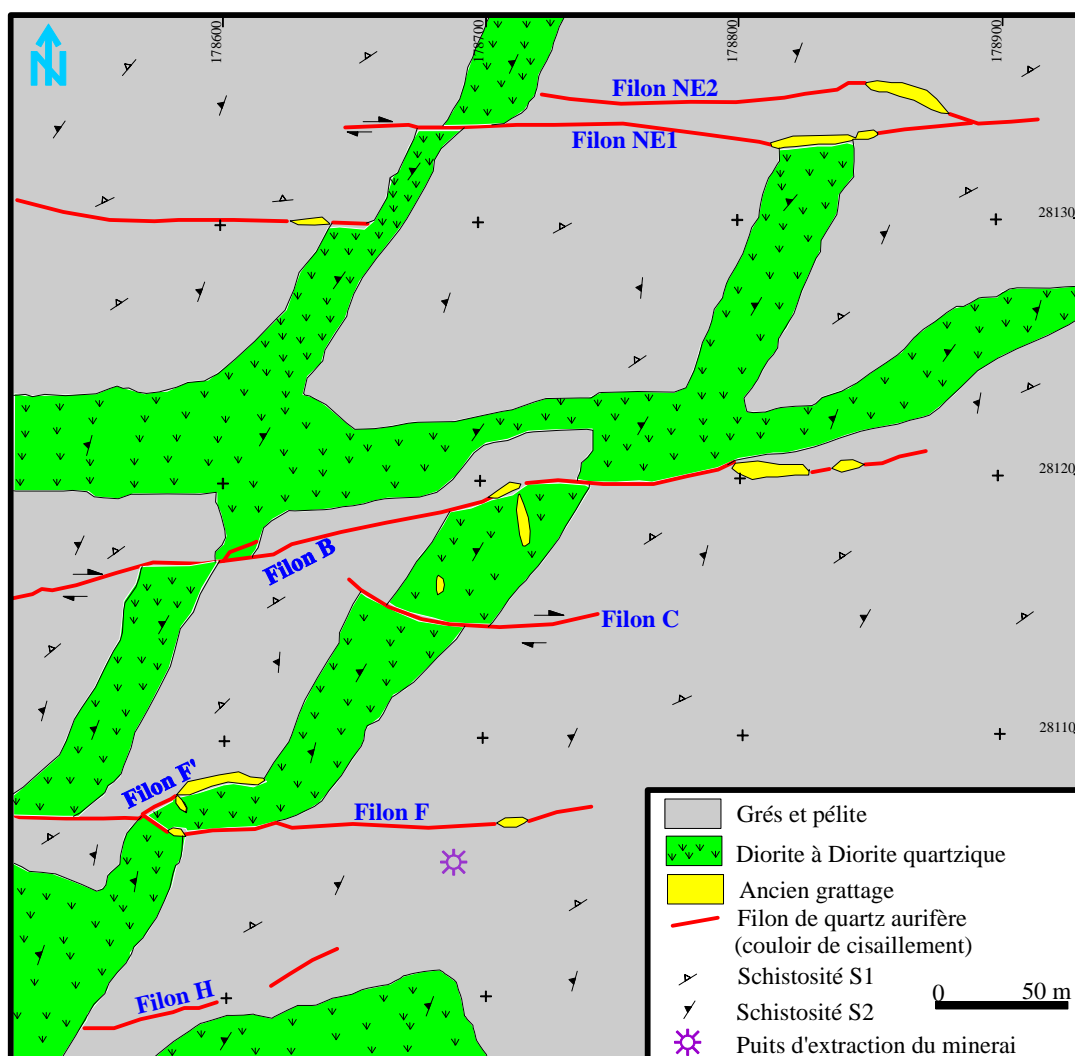 178600
178700
178800
178900
N
Filon NE2
Filon NE1
28130
28120
Filon B
Filon C
28110
Filon F'
Filon F
Filon H
Grés et pélite
Diorite à Diorite quartzique
Ancien grattage
Filon de quartz aurifère
(couloir de cisaillement)
Schistosité S1
Schistosité S2
Puits d'extraction du minerai
0 50 m